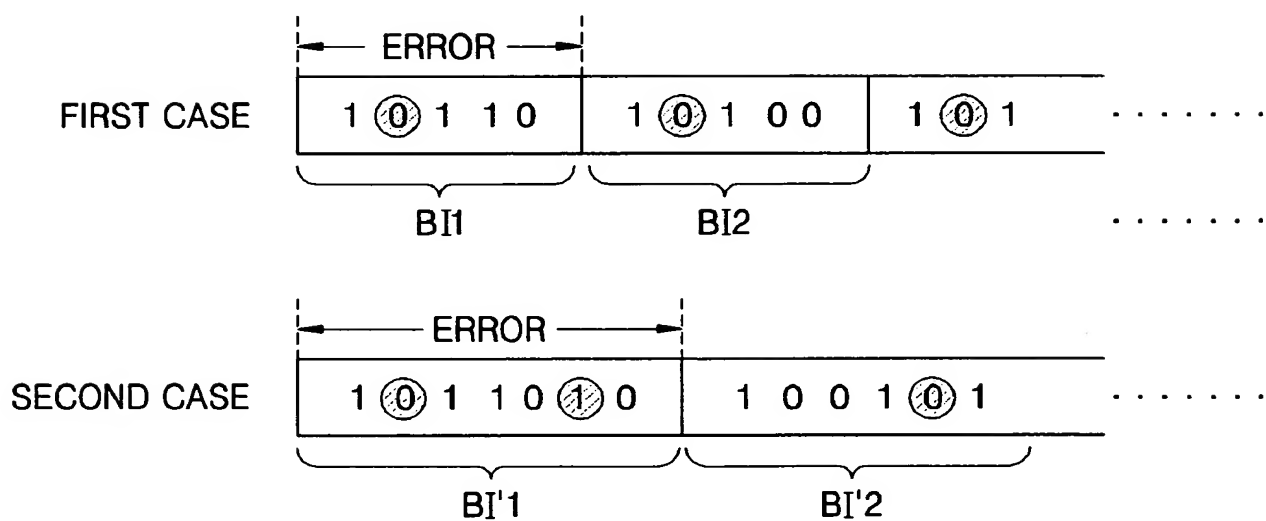 ERROR
FIRST CASE 1 0 1 1 0 1 0 1 0 0 1 0 1 . . . . . . .
BI1 BI2 . . . . . . .
ERROR
SECOND CASE 1 0 1 1 0 1 0 1 0 0 1 0 1 . . . . . . .
BI'1 BI'2